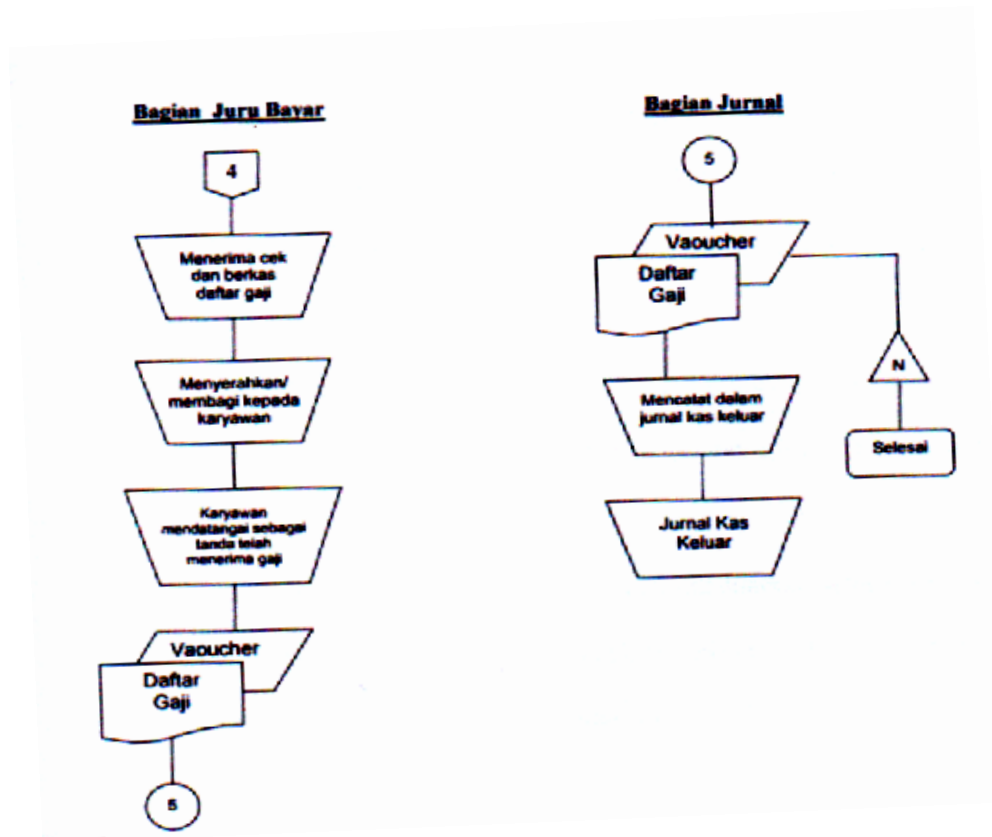 Bagian Juru Bayar
4
Menerima cek
dan berkas
daftar gaji
Menyerahkan/
membagi kepada
karyawan
Karyawan
mendatangai sebagai
tanda telah
menerima gaji
Vaoucher
Daftar
Gaji
5
Bagian Jurnal
5
Vaoucher
Daftar
Gaji
Mencatat dalam
jurnal kas keluar
Jurnal Kas
Keluar
N
Selesai